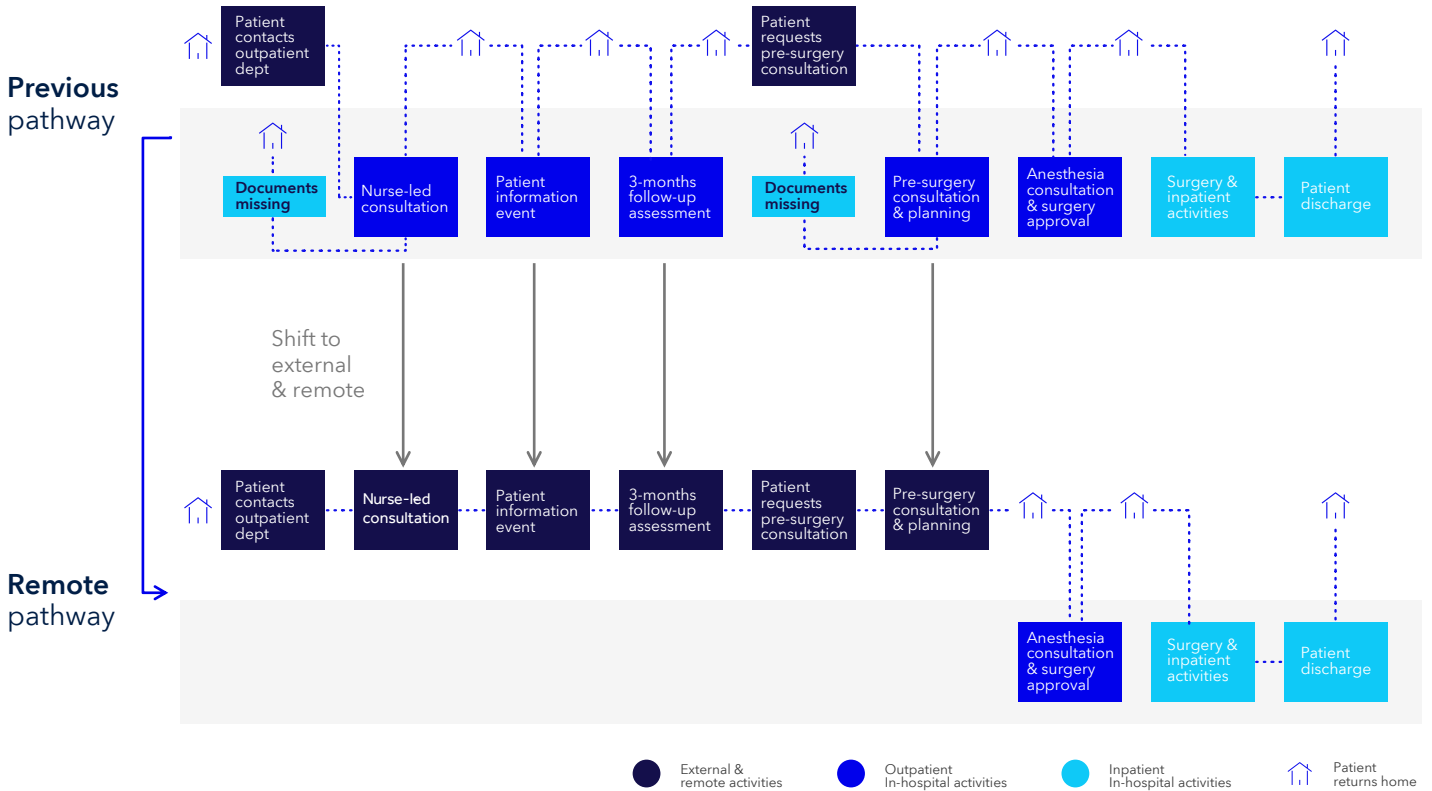 Previous
pathway
Patient
contacts
outpatient
dept
Patient
requests
pre-surgery
consultation
Documents
missing
Nurse-led
consultation
Patient
information
event
3-months
follow-up
assessment
Documents
missing
Pre-surgery
consultation
& planning
Anesthesia
consultation
& surgery
approval
Surgery &
inpatient
activities
Patient
discharge
Shift to
external
& remote
Patient
contacts
outpatient
dept
Nurse-led
consultation
Patient
information
event
3-months
follow-up
assessment
Patient
requests
pre-surgery
consultation
Pre-surgery
consultation
& planning
Remote
pathway
Anesthesia
consultation
& surgery
approval
Surgery &
inpatient
activities
Patient
discharge
External &
remote activities
Outpatient
In-hospital activities
Inpatient
In-hospital activities
Patient
returns home